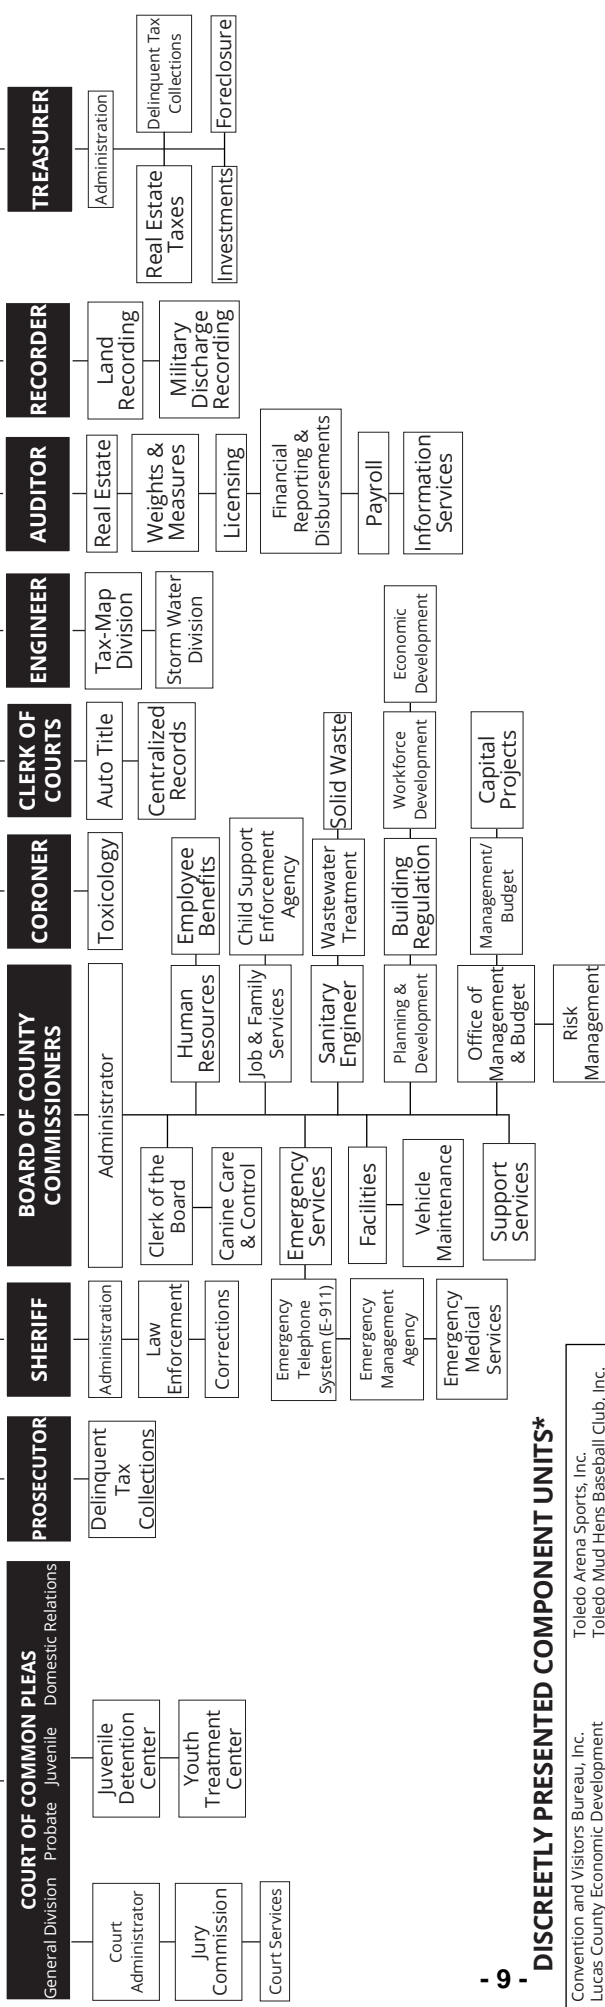 COURT OF COMMON PLEAS
General Division Probate Juvenile Domestic Relations
Court
Administrator
Jury
Commission
Court Services
Juvenile
Detention
Center
Youth
Treatment
Center
PROSECUTOR
Delinquent
Tax
Collections
SHERIFF
Administration
Law
Enforcement
Corrections
BOARD OF COUNTY
COMMISSIONERS
Administrator
Clerk of the
Board
Canine Care
& Control
Emergency
Services
Emergency
Telephone
System (E-911)
Emergency
Management
Agency
Emergency
Medical
Services
Facilities
Vehicle
Maintenance
Support
Services
Human
Resources
Employee
Benefits
Job & Family
Services
Child Support
Enforcement
Agency
Sanitary
Engineer
Wastewater
Treatment
Solid Waste
Planning &
Development
Building
Regulation
Workforce
Development
Economic
Development
Office of
Management
& Budget
Management/
Budget
Capital
Projects
Risk
Management
CORONER
Toxicology
CLERK OF
COURTS
Auto Title
Centralized
Records
ENGINEER
Tax-Map
Division
Storm Water
Division
AUDITOR
Real Estate
Weights &
Measures
Licensing
Financial
Reporting &
Disbursements
Payroll
Information
Services
RECORDER
Land
Recording
Military
Discharge
Recording
TREASURER
Administration
Real Estate
Taxes
Delinquent Tax
Collections
Investments
Foreclosure
- 9 -
DISCREETLY PRESENTED COMPONENT UNITS*
Convention and Visitors Bureau, Inc.
Lucas County Economic Development
Toledo Arena Sports, Inc.
Toledo Mud Hens Baseball Club, Inc.